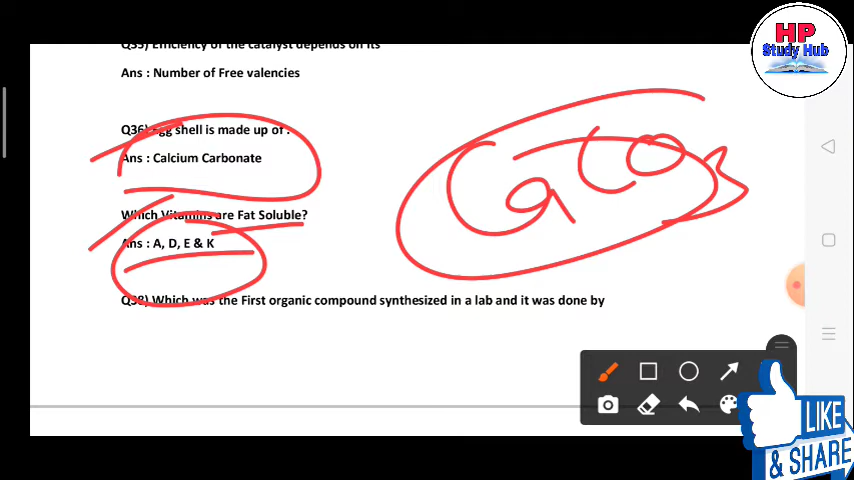 Q35) Efficiency of the catalyst depends on its
Ans : Number of Free valencies
Q36) Egg shell is made up of :
Ans : Calcium Carbonate
CaCO3
Which Vitamins are Fat Soluble?
Ans : A, D, E & K
Q38) Which was the First organic compound synthesized in a lab and it was done by
HP
Study Hub
LIKE
& SHARE